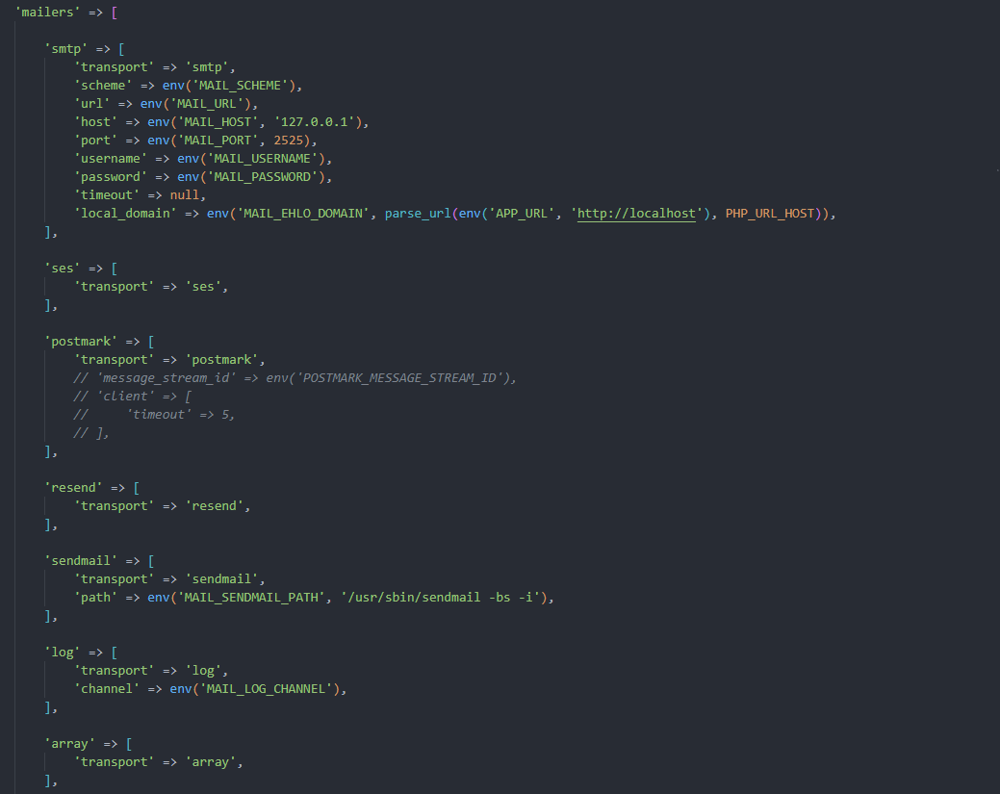 'mailers' => [
'smtp' => [
'transport' => 'smtp',
'scheme' => env('MAIL_SCHEME'),
'url' => env('MAIL_URL'),
'host' => env('MAIL_HOST', '127.0.0.1'),
'port' => env('MAIL_PORT', 2525),
'username' => env('MAIL_USERNAME'),
'password' => env('MAIL_PASSWORD'),
'timeout' => null,
'local_domain' => env('MAIL_EHLO_DOMAIN', parse_url(env('APP_URL', 'http://localhost'), PHP_URL_HOST)),
],
'ses' => [
'transport' => 'ses',
],
'postmark' => [
'transport' => 'postmark',
// 'message_stream_id' => env('POSTMARK_MESSAGE_STREAM_ID'),
// 'client' => [
//     'timeout' => 5,
// ],
],
'resend' => [
'transport' => 'resend',
],
'sendmail' => [
'transport' => 'sendmail',
'path' => env('MAIL_SENDMAIL_PATH', '/usr/sbin/sendmail -bs -i'),
],
'log' => [
'transport' => 'log',
'channel' => env('MAIL_LOG_CHANNEL'),
],
'array' => [
'transport' => 'array',
],